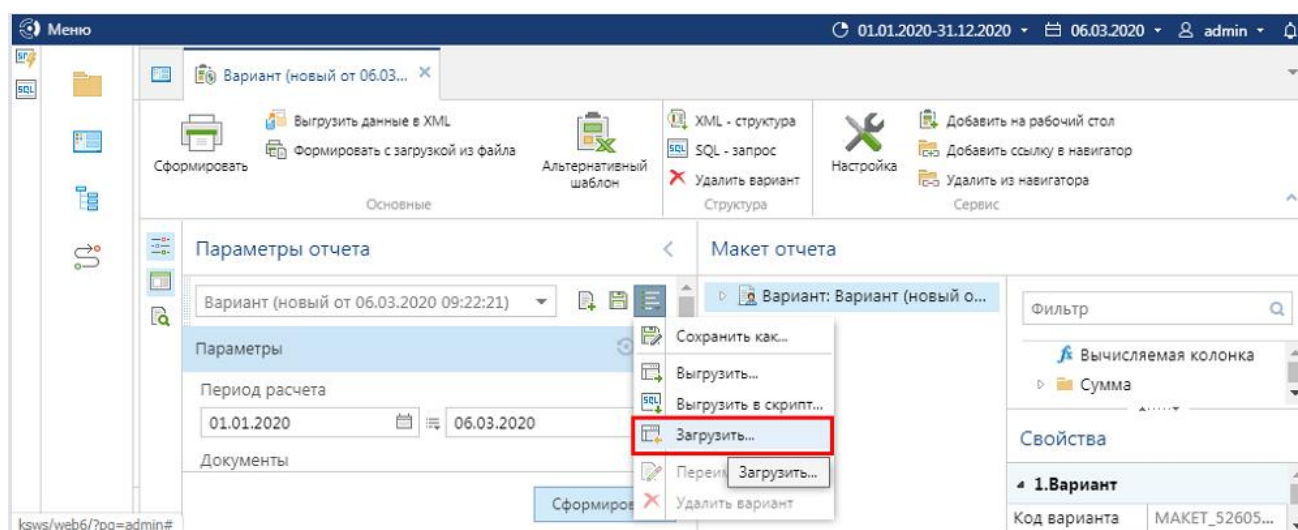 Меню
01.01.2020-31.12.2020
06.03.2020
admin
SQL
Вариант (новый от 06.03...
Сформировать
Выгрузить данные в XML
Формировать с загрузкой из файла
Альтернативный
шаблон
Основные
XML - структура
SQL - запрос
Удалить вариант
Структура
Настройка
Добавить на рабочий стол
Добавить ссылку в навигатор
Удалить из навигатора
Сервис
Параметры отчета
Вариант (новый от 06.03.2020 09:22:21)
Параметры
Период расчета
01.01.2020
06.03.2020
Документы
Сформиров
Сохранить как...
Выгрузить...
Выгрузить в скрипт...
Загрузить...
Переим
Загрузить...
Удалить вариант
Макет отчета
Вариант: Вариант (новый о...
Фильтр
Вычисляемая колонка
Сумма
Свойства
1.Вариант
Код варианта
MAKET_52605...
ksws/web6/?pg=admin#